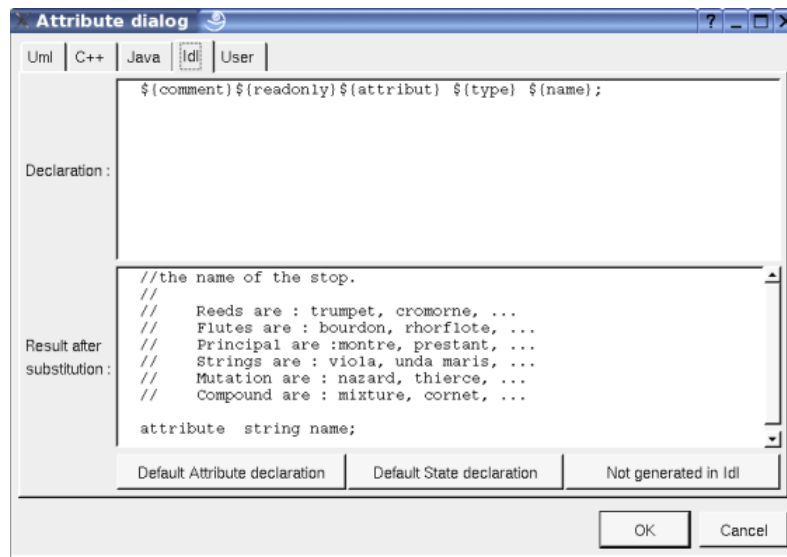 Attribute dialog
Uml C++ Java Idl User
Declaration :
${comment}${readonly}${attribut} ${type} ${name};
Result after
substitution :
//the name of the stop.
//
// Reeds are : trumpet, cromorne, ...
// Flutes are : bourdon, rhorflote, ...
// Principal are :montre, prestant, ...
// Strings are : viola, unda maris, ...
// Mutation are : nazard, thierce, ...
// Compound are : mixture, cornet, ...
attribute string name;
Default Attribute declaration Default State declaration Not generated in Idl
OK Cancel